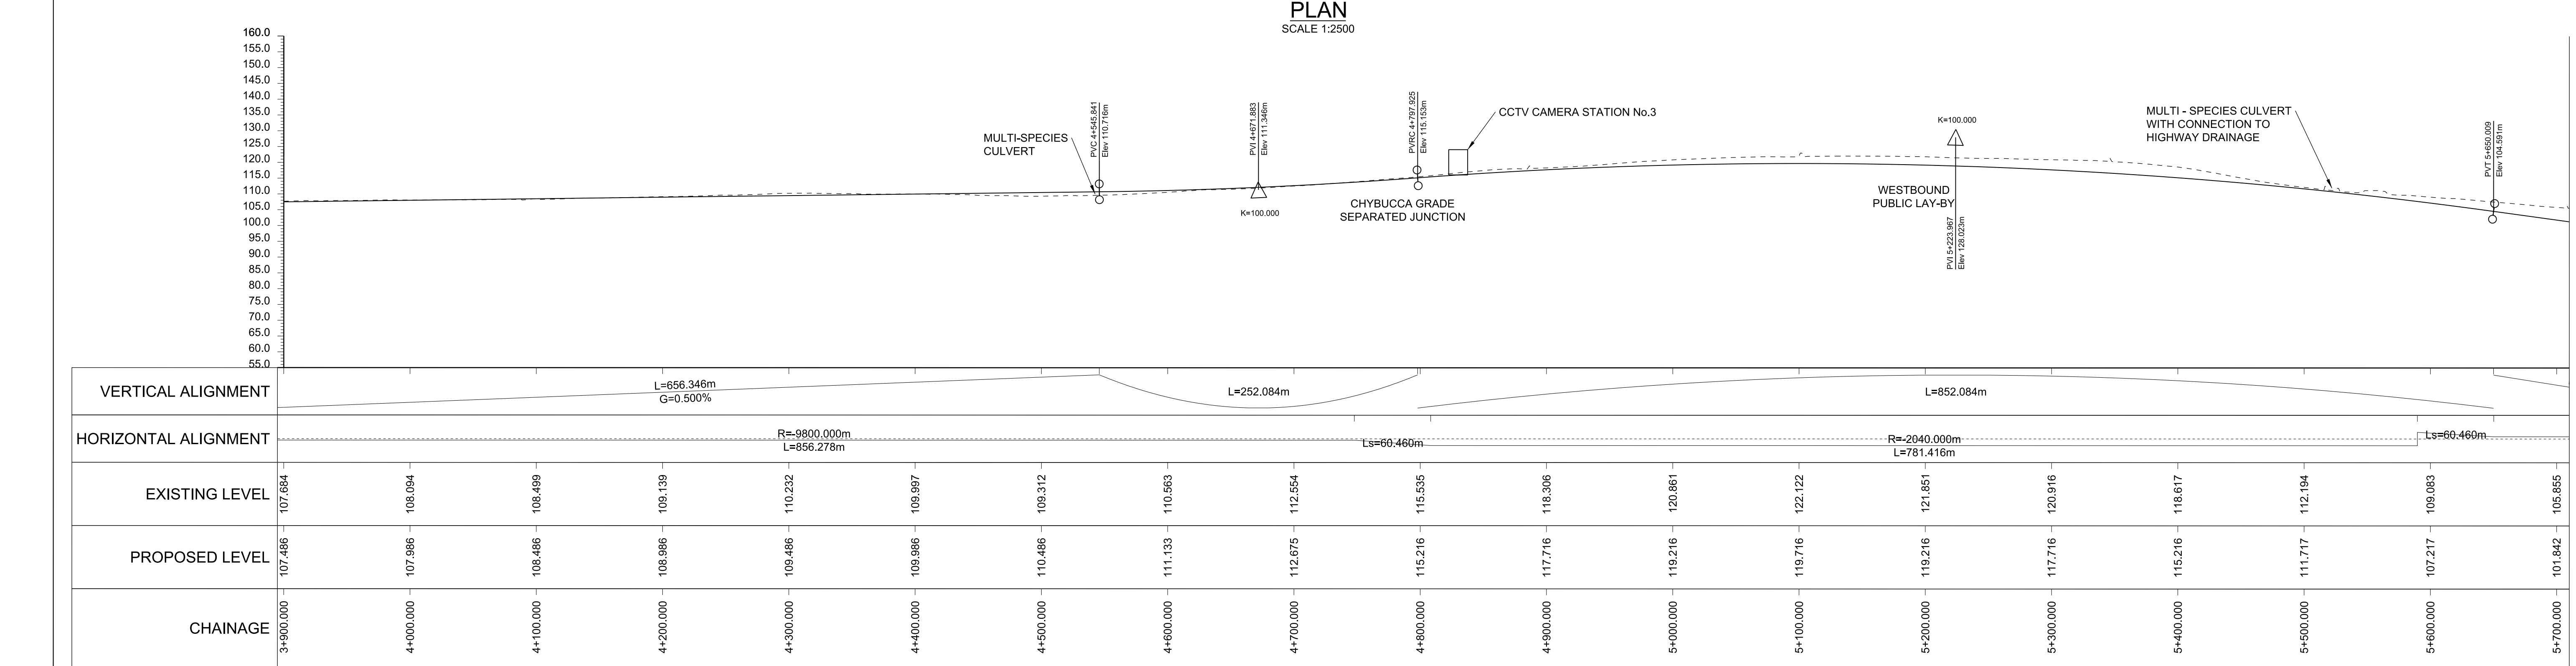 PLAN
SCALE 1:2500
160.0
155.0
150.0
145.0
140.0
135.0
130.0
125.0
120.0
115.0
110.0
105.0
100.0
95.0
90.0
85.0
80.0
75.0
70.0
65.0
60.0
55.0
MULTI-SPECIES
CULVERT
PVC 4+545.841
Elev 110.716m
PVI 4+671.883
Elev 111.346m
K=100.000
PVRC 4+797.925
Elev 115.153m
CHYBUCCA GRADE
SEPARATED JUNCTION
CCTV CAMERA STATION No.3
K=100.000
WESTBOUND
PUBLIC LAY-BY
PVI 5+223.967
Elev 128.023m
MULTI - SPECIES CULVERT
WITH CONNECTION TO
HIGHWAY DRAINAGE
PVT 5+650.009
Elev 104.591m
VERTICAL ALIGNMENT
L=656.346m
G=0.500%
L=252.084m
L=852.084m
HORIZONTAL ALIGNMENT
R=-9800.000m
L=856.278m
Ls=60.460m
R=-2040.000m
L=781.416m
Ls=60.460m
EXISTING LEVEL
107.684
108.094
108.499
109.139
110.232
109.997
109.312
110.563
112.554
115.535
118.306
120.861
122.122
121.851
120.916
118.617
112.194
109.083
105.855
PROPOSED LEVEL
107.486
107.986
108.486
108.986
109.486
109.986
110.486
111.133
112.675
115.216
117.716
119.216
119.716
119.216
117.716
115.216
111.717
107.217
101.842
CHAINAGE
3+900.000
4+000.000
4+100.000
4+200.000
4+300.000
4+400.000
4+500.000
4+600.000
4+700.000
4+800.000
4+900.000
5+000.000
5+100.000
5+200.000
5+300.000
5+400.000
5+500.000
5+600.000
5+700.000